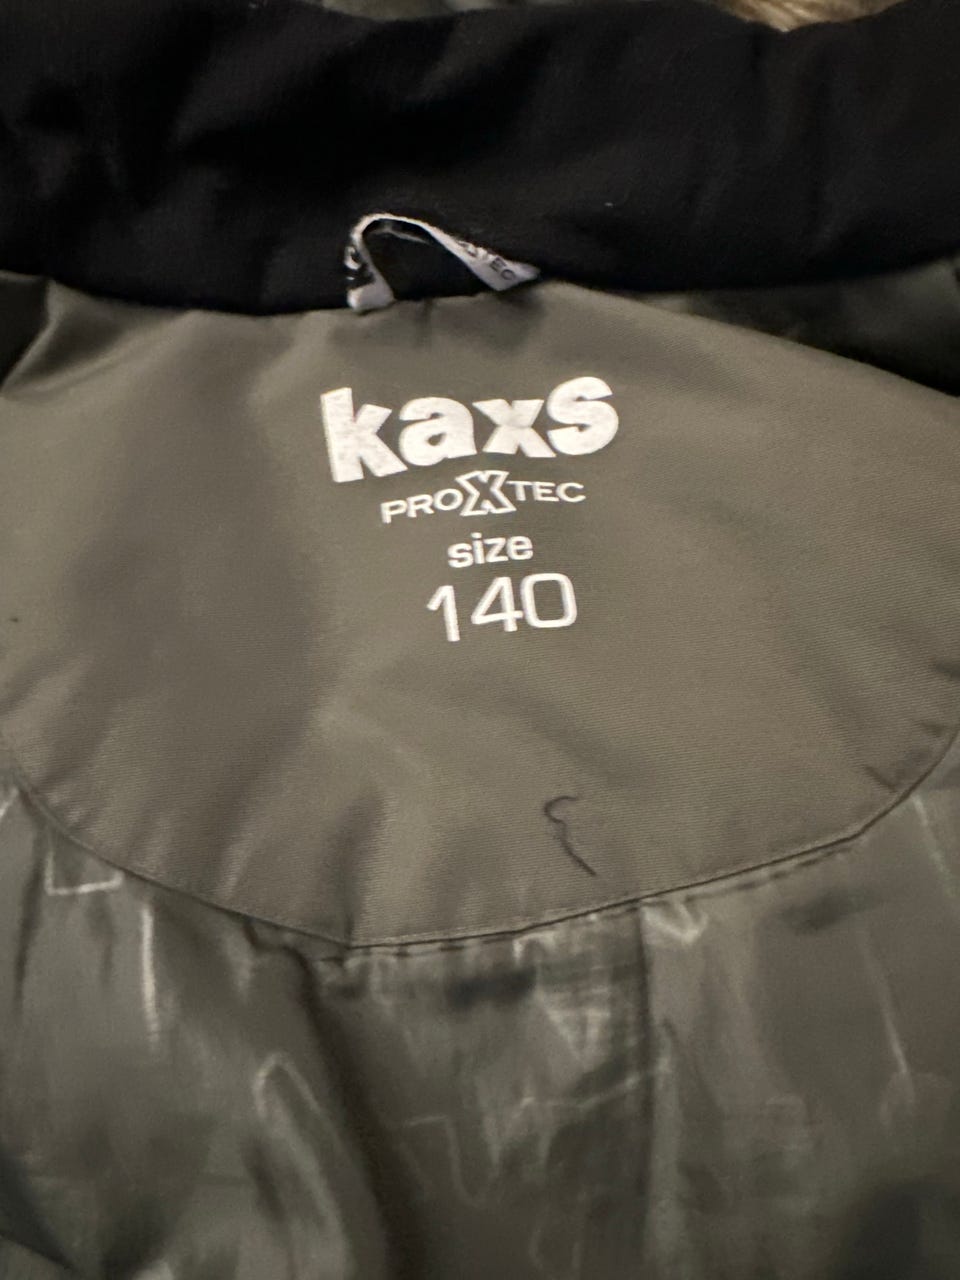 kaxs
PROXTEC
size
140